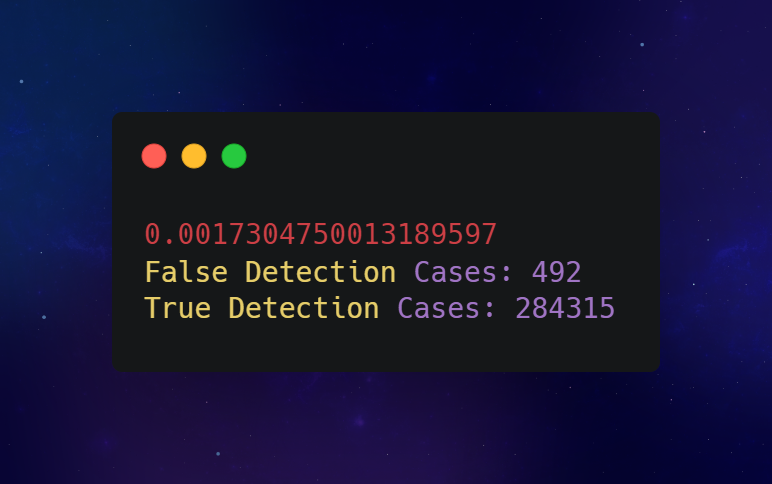 0.0017304750013189597
False Detection Cases: 492
True Detection Cases: 284315